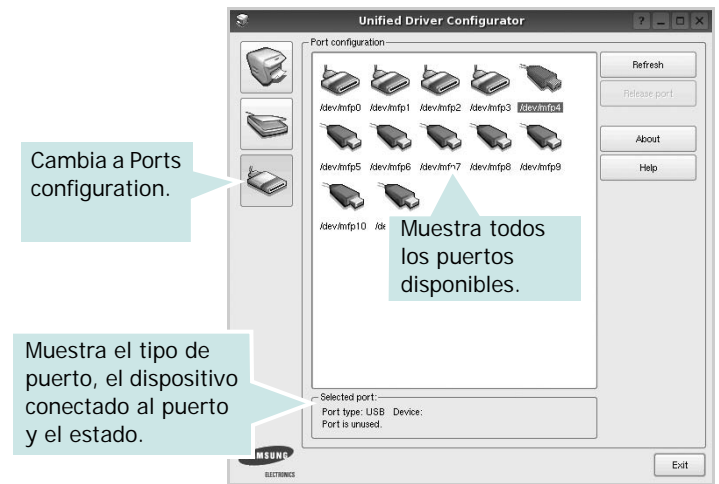 Unified Driver Configurator
Port configuration
/dev/mfp0 /dev/mfp1 /dev/mfp2 /dev/mfp3 /dev/mfp4
/dev/mfp5 /dev/mfp6 /dev/mfp7 /dev/mfp8 /dev/mfp9
/dev/mfp10
Refresh
Release port
About
Help
Cambia a Ports
configuration.
Muestra todos
los puertos
disponibles.
Muestra el tipo de
puerto, el dispositivo
conectado al puerto
y el estado.
Selected port:
Port type: USB Device:
Port is unused.
ELECTRONICS
Exit